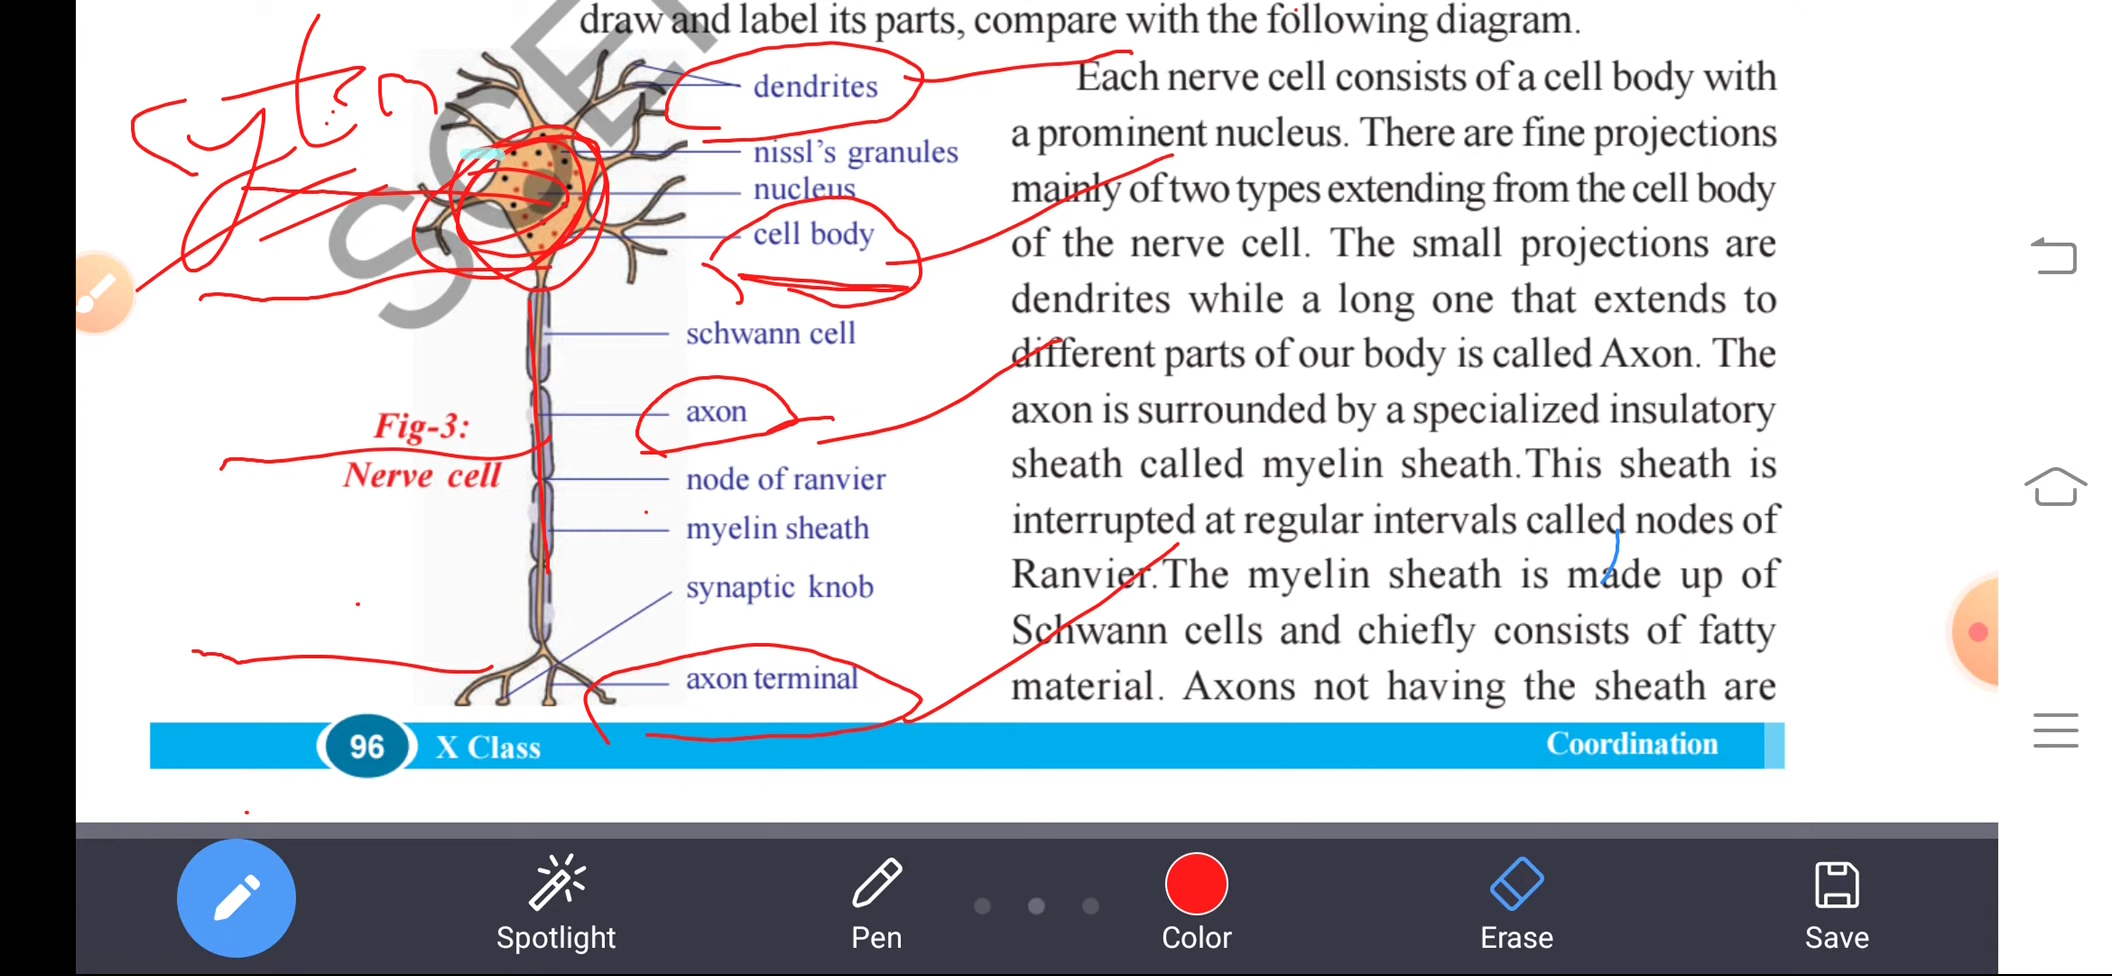 draw and label its parts, compare with the following diagram.
cyton
SCE
dendrites
nissl's granules
nucleus
cell body
schwann cell
axon
node of ranvier
myelin sheath
synaptic knob
axon terminal
Fig-3:
Nerve cell
Each nerve cell consists of a cell body with
a prominent nucleus. There are fine projections
mainly of two types extending from the cell body
of the nerve cell. The small projections are
dendrites while a long one that extends to
different parts of our body is called Axon. The
axon is surrounded by a specialized insulatory
sheath called myelin sheath.This sheath is
interrupted at regular intervals called nodes of
Ranvier.The myelin sheath is made up of
Schwann cells and chiefly consists of fatty
material. Axons not having the sheath are
96 X Class Coordination
Spotlight Pen Color Erase Save